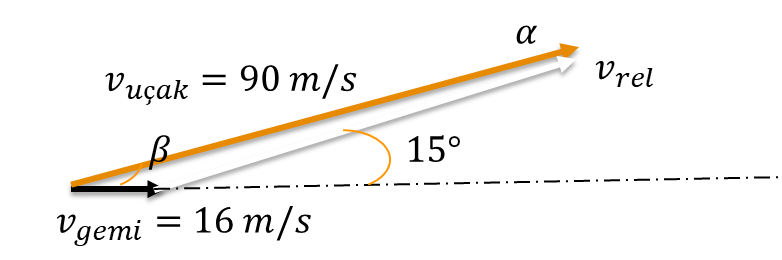 α
v_uçak = 90 m/s
v_rel
β
15°
v_gemi = 16 m/s